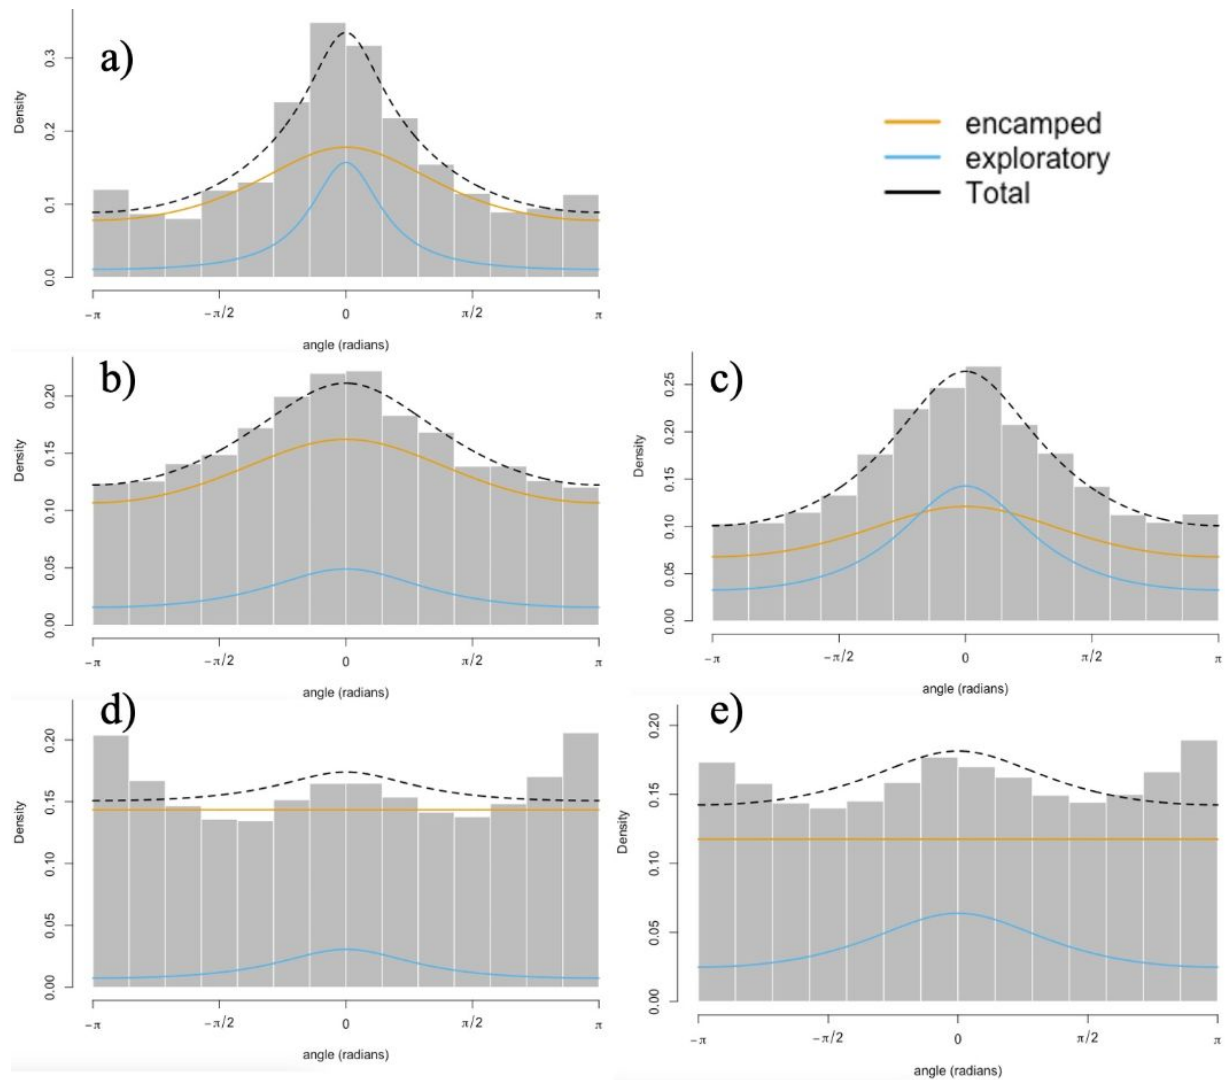 a)
Density
0.0
0.1
0.2
0.3
-π
-π/2
0
π/2
π
angle (radians)
encamped
exploratory
Total
b)
Density
0.00
0.05
0.10
0.15
0.20
-π
-π/2
0
π/2
π
angle (radians)
c)
Density
0.00
0.05
0.10
0.15
0.20
0.25
-π
-π/2
0
π/2
π
angle (radians)
d)
Density
0.00
0.05
0.10
0.15
0.20
-π
-π/2
0
π/2
π
angle (radians)
e)
Density
0.00
0.05
0.10
0.15
0.20
-π
-π/2
0
π/2
π
angle (radians)